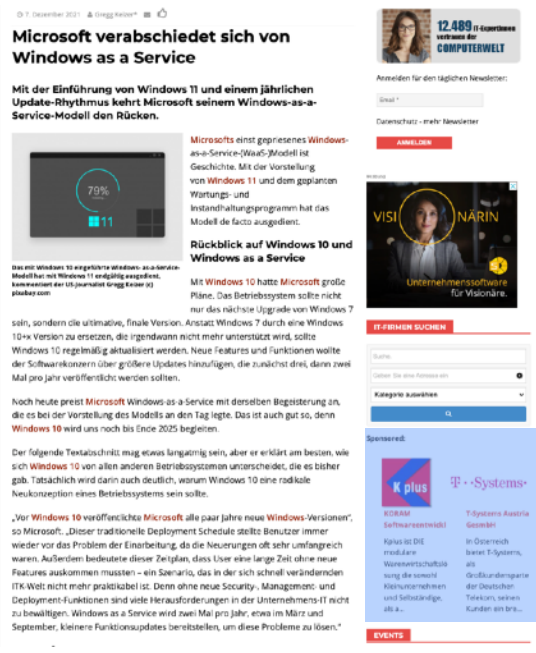 7. Dezember 2021 Gregg Keizer*
Microsoft verabschiedet sich von
Windows as a Service
Mit der Einführung von Windows 11 und einem jährlichen
Update-Rhythmus kehrt Microsoft seinem Windows-as-a-
Service-Modell den Rücken.
79%
11
Das mit Windows 10 eingeführte Windows- as-a-Service-
Modell hat mit Windows 11 endgültig ausgedient,
kommentiert der US-Journalist Gregg Keizer (c)
pixabay.com
Microsofts einst gepriesenes Windows-
as-a-Service-(WaaS-)Modell ist
Geschichte. Mit der Vorstellung
von Windows 11 und dem geplanten
Wartungs- und
Instandhaltungsprogramm hat das
Modell de facto ausgedient.
Rückblick auf Windows 10 und
Windows as a Service
Mit Windows 10 hatte Microsoft große
Pläne. Das Betriebssystem sollte nicht
nur das nächste Upgrade von Windows 7
sein, sondern die ultimative, finale Version. Anstatt Windows 7 durch eine Windows
10+x Version zu ersetzen, die irgendwann nicht mehr unterstützt wird, sollte
Windows 10 regelmäßig aktualisiert werden. Neue Features und Funktionen wollte
der Softwarekonzern über größere Updates hinzufügen, die zunächst drei, dann zwei
Mal pro Jahr veröffentlicht werden sollten.
Noch heute preist Microsoft Windows-as-a-Service mit derselben Begeisterung an,
die es bei der Vorstellung des Modells an den Tag legte. Das ist auch gut so, denn
Windows 10 wird uns noch bis Ende 2025 begleiten.
Der folgende Textabschnitt mag etwas langatmig sein, aber er erklärt am besten, wie
sich Windows 10 von allen anderen Betriebssystemen unterscheidet, die es bisher
gab. Tatsächlich wird darin auch deutlich, warum Windows 10 eine radikale
Neukonzeption eines Betriebssystems sein sollte.
„Vor Windows 10 veröffentlichte Microsoft alle paar Jahre neue Windows-Versionen",
so Microsoft. „Dieser traditionelle Deployment Schedule stellte Benutzer immer
wieder vor das Problem der Einarbeitung, da die Neuerungen oft sehr umfangreich
waren. Außerdem bedeutete dieser Zeitplan, dass User eine lange Zeit ohne neue
Features auskommen mussten – ein Szenario, das in der sich schnell verändernden
ITK-Welt nicht mehr praktikabel ist. Denn ohne neue Security-, Management- und
Deployment-Funktionen sind viele Herausforderungen in der Unternehmens-IT nicht
zu bewältigen. Windows as a Service wird zwei Mal pro Jahr, etwa im März und
September, kleinere Funktionsupdates bereitstellen, um diese Probleme zu lösen."
12.489 IT-ExpertInnen
vertrauen der
COMPUTERWELT
Anmelden für den täglichen Newsletter:
Email *
Datenschutz - mehr Newsletter
ANMELDEN
Werbung
VISI NÄRIN
Unternehmenssoftware
für Visionäre.
IT-FIRMEN SUCHEN
Suche
Geben Sie eine Adresse ein
Kategorie auswählen
Sponsored:
K plus
KORAM
Softwareentwickl
Kplus ist DIE
modulare
Warenwirtschaftslö
sung die sowohl
Kleinunternehmen
und Selbständige,
als a...
T··Systems·
T-Systems Austria
GesmbH
In Österreich
bietet T-Systems,
als
Großkundensparte
der Deutschen
Telekom, seinen
Kunden ein bre...
EVENTS